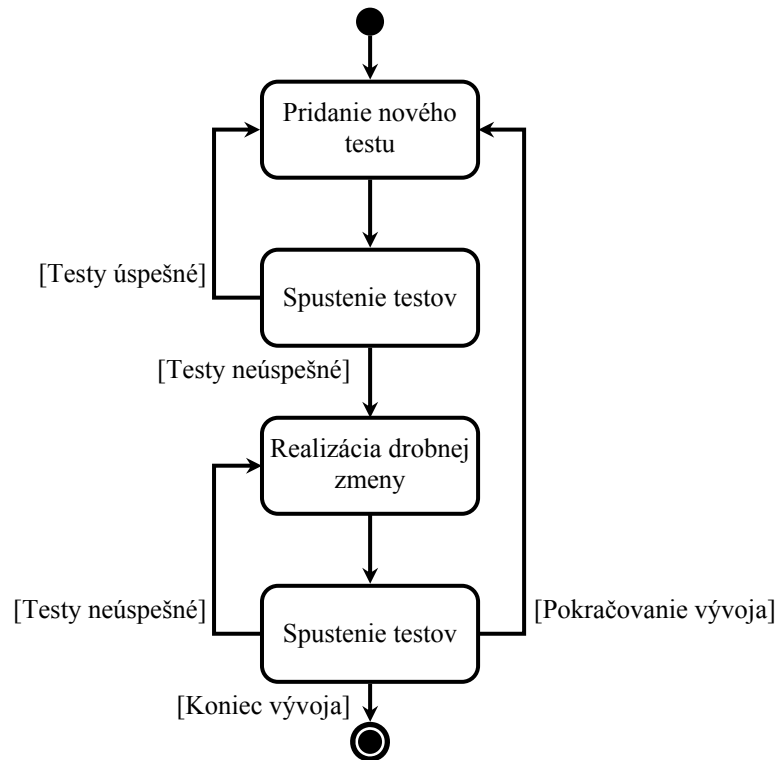 Pridanie nového
testu
[Testy úspešné]
Spustenie testov
[Testy neúspešné]
Realizácia drobnej
zmeny
[Testy neúspešné]
Spustenie testov
[Pokračovanie vývoja]
[Koniec vývoja]